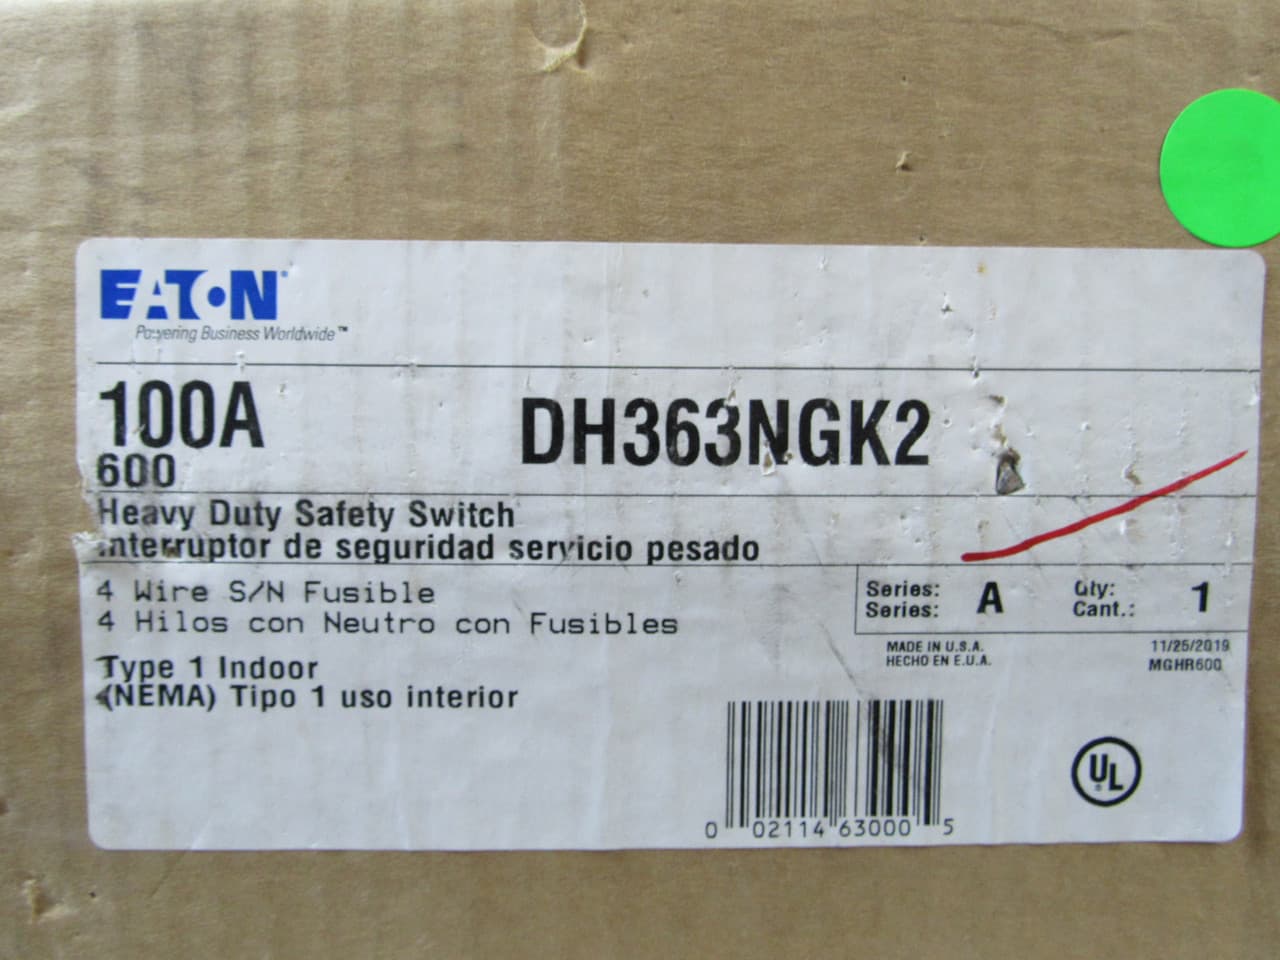 EATON
Powering Business Worldwide™
100A
DH363NGK2
600
Heavy Duty Safety Switch
Interruptor de seguridad servicio pesado
4 Wire S/N Fusible
4 Hilos con Neutro con Fusibles
Series: A Qty: 1
Series: Cant.:
MADE IN U.S.A. 11/25/2019
HECHO EN E.U.A. MGHR600
Type 1 Indoor
(NEMA) Tipo 1 uso interior
UL
0 02114 63000 5